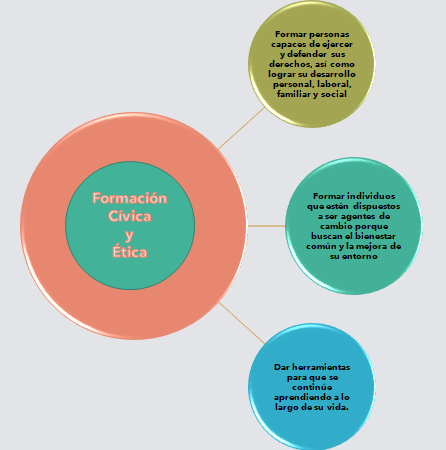 Formar personas
capaces de ejercer
y defender sus
derechos, así como
lograr su desarrollo
personal, laboral,
familiar y social
Formación
Cívica
y
Ética
Formar individuos
que estén dispuestos
a ser agentes de
cambio porque
buscan el bienestar
común y la mejora de
su entorno
Dar herramientas
para que se
continúe
aprendiendo a lo
largo de su vida.